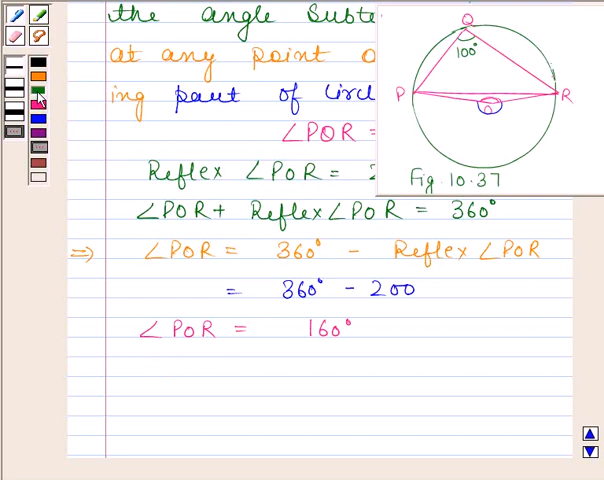 the angle Subte
at any point o
ing part of Circl
∠PQR =
Reflex ∠POR = 2
∠POR + Reflex ∠POR = 360°
⇒ ∠POR = 360° - Reflex ∠POR
= 360° - 200
∠POR = 160°
Q
100°
P
R
O
Fig. 10.37